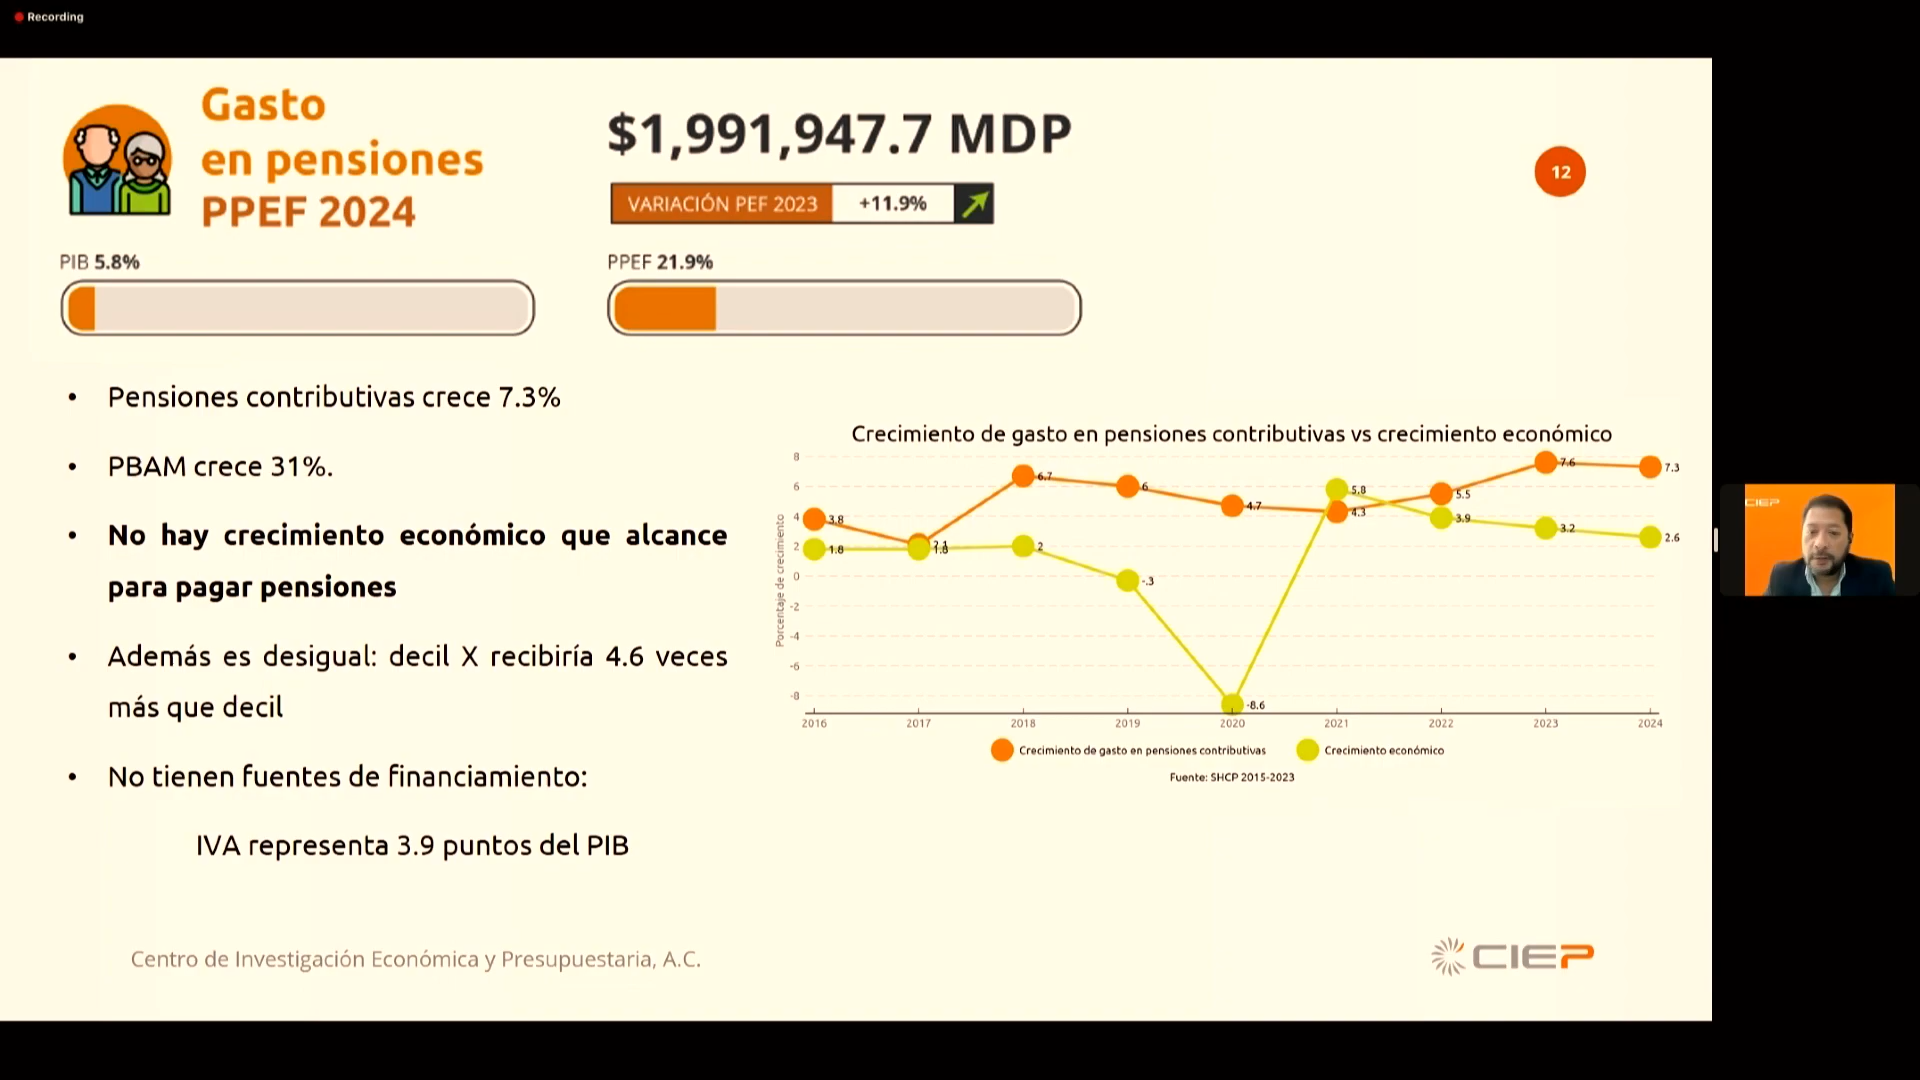 Recording
Gasto
en pensiones
PPEF 2024
$1,991,947.7 MDP
VARIACIÓN PEF 2023 +11.9%
12
PIB 5.8%
PPEF 21.9%
• Pensiones contributivas crece 7.3%
• PBAM crece 31%.
• No hay crecimiento económico que alcance
para pagar pensiones
• Además es desigual: decil X recibiría 4.6 veces
más que decil
• No tienen fuentes de financiamiento:
IVA representa 3.9 puntos del PIB
Crecimiento de gasto en pensiones contributivas vs crecimiento económico
Porcentaje de crecimiento
8
6
4
2
0
-2
-4
-6
-8
3.8 2.1 6.7 6 4.7 4.3 5.5 7.6 7.3
1.8 1.8 2 -.3 -8.6 5.8 3.9 3.2 2.6
2016 2017 2018 2019 2020 2021 2022 2023 2024
Crecimiento de gasto en pensiones contributivas Crecimiento económico
Fuente: SHCP 2015-2023
Centro de Investigación Económica y Presupuestaria, A.C.
CIEP
CIEP